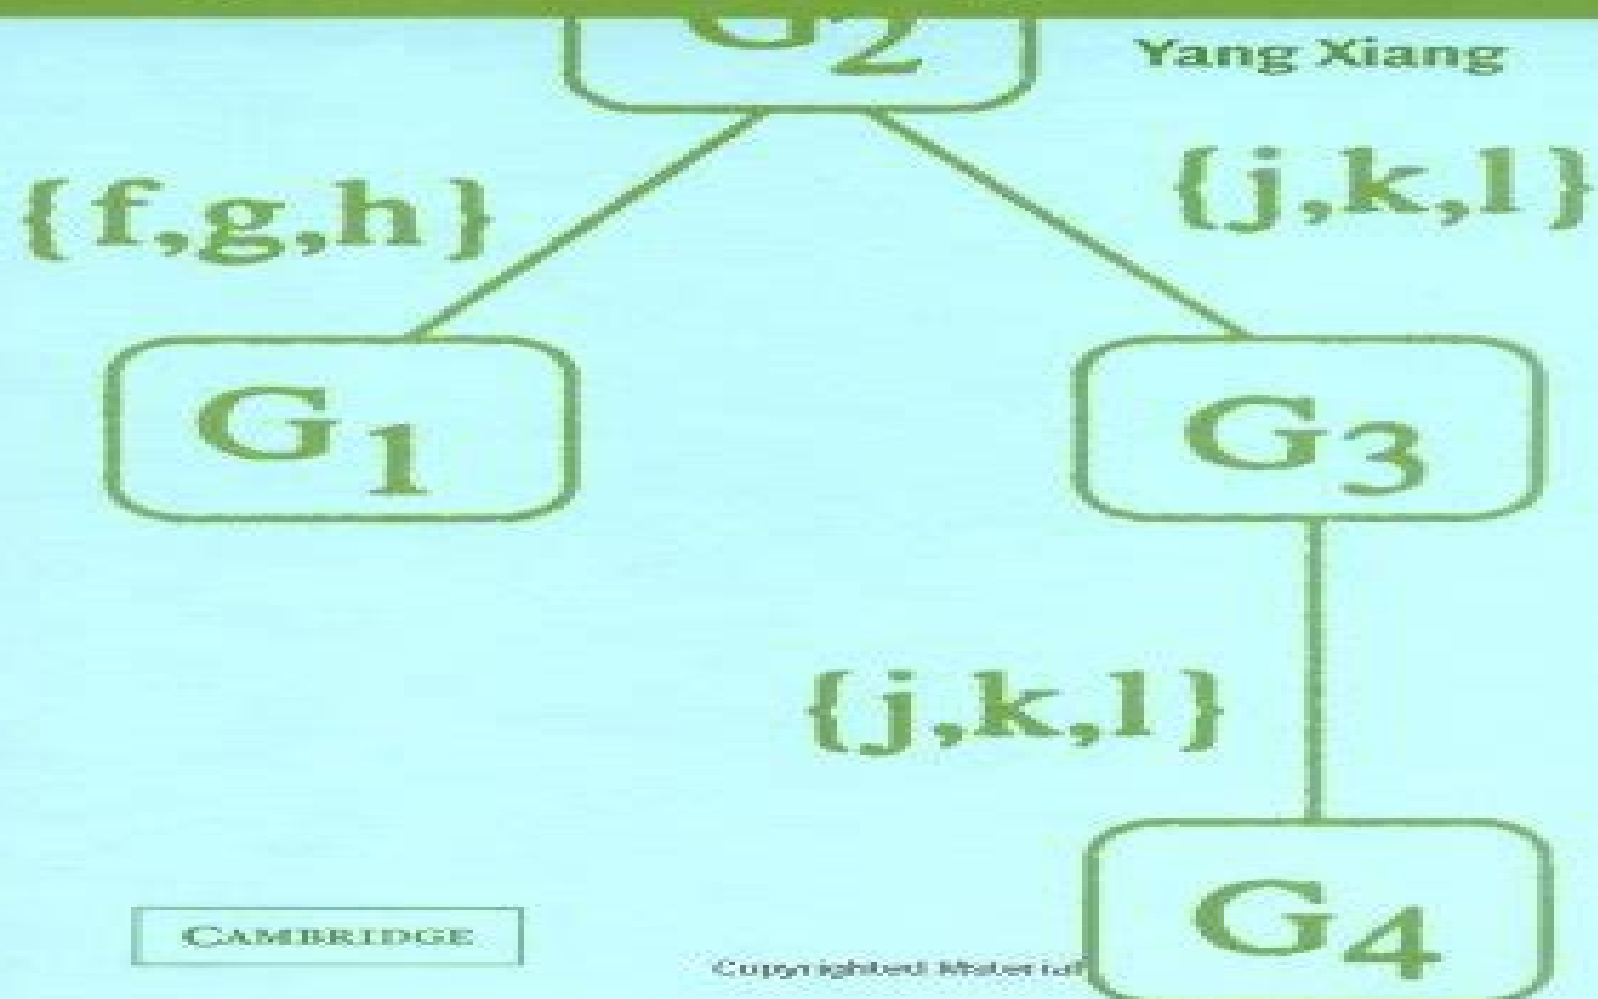 G2
Yang Xiang
{f,g,h}
{j,k,l}
G1
G3
{j,k,l}
G4
CAMBRIDGE
Copyrighted Material